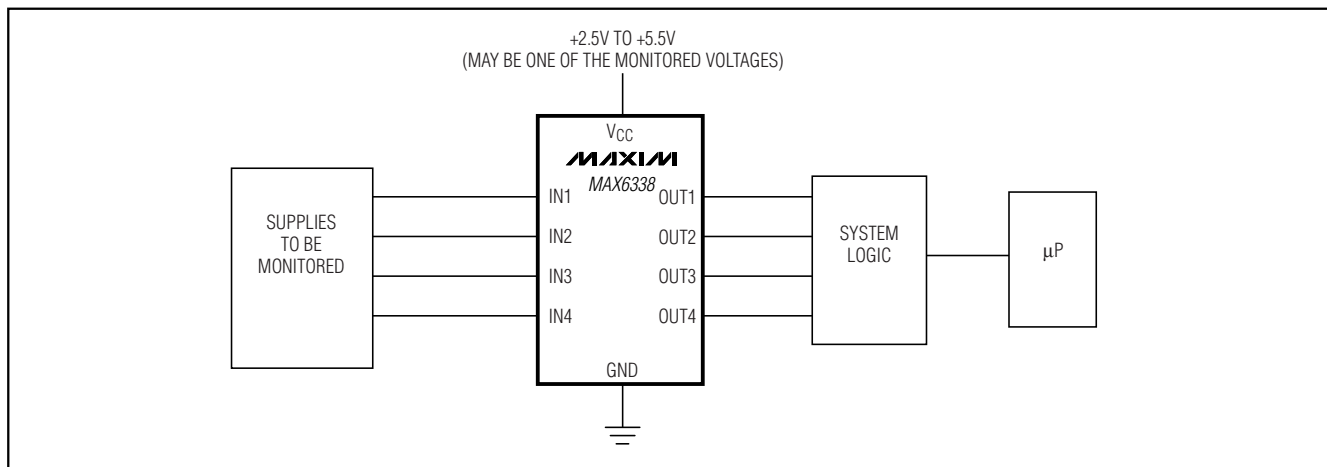 +2.5V TO +5.5V
(MAY BE ONE OF THE MONITORED VOLTAGES)
VCC
MAXIM
MAX6338
IN1
OUT1
IN2
OUT2
IN3
OUT3
IN4
OUT4
GND
SUPPLIES
TO BE
MONITORED
SYSTEM
LOGIC
μP